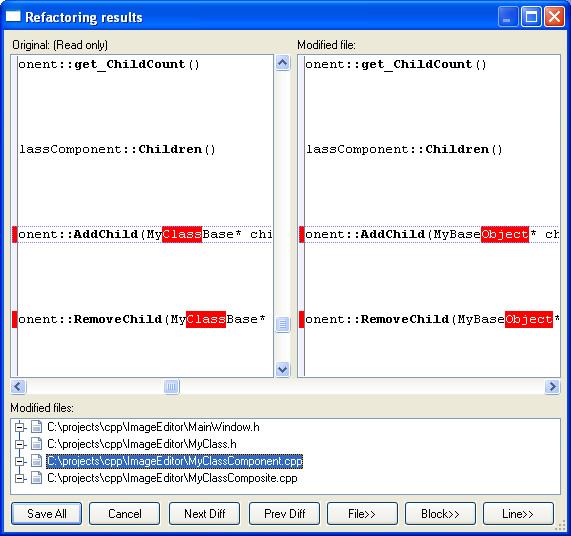 Refactoring results
Original: (Read only)
Modified file:
onent::get_ChildCount()
lassComponent::Children()
onent::AddChild(MyClassBase* chi
onent::RemoveChild(MyClassBase*
onent::get_ChildCount()
lassComponent::Children()
onent::AddChild(MyBaseObject* ch
onent::RemoveChild(MyBaseObject*
Modified files:
C:\projects\cpp\ImageEditor\MainWindow.h
C:\projects\cpp\ImageEditor\MyClass.h
C:\projects\cpp\ImageEditor\MyClassComponent.cpp
C:\projects\cpp\ImageEditor\MyClassComposite.cpp
Save All Cancel Next Diff Prev Diff File>> Block>> Line>>